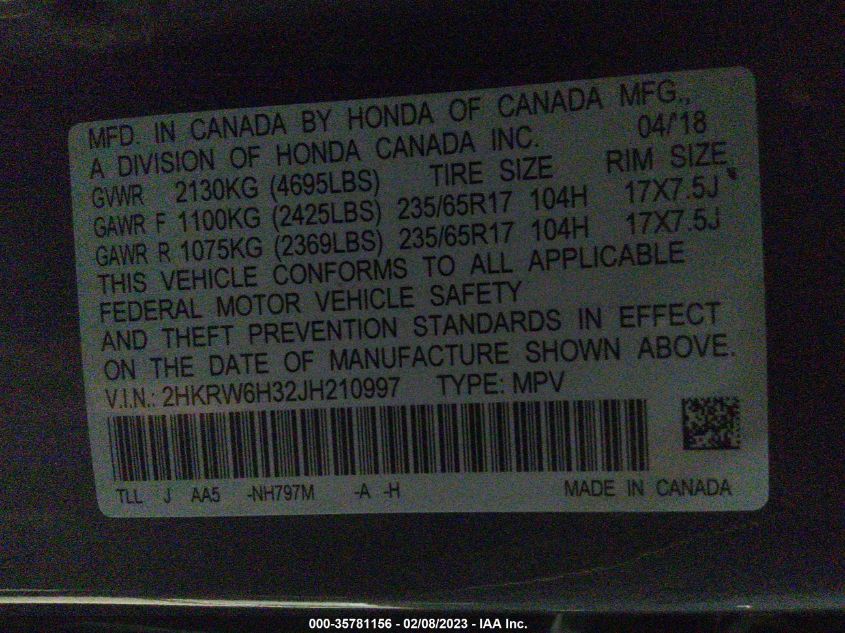 MFD. IN CANADA BY HONDA OF CANADA MFG.,
A DIVISION OF HONDA CANADA INC. 04/18
GVWR 2130KG (4695LBS) TIRE SIZE RIM SIZE
GAWR F 1100KG (2425LBS) 235/65R17 104H 17X7.5J
GAWR R 1075KG (2369LBS) 235/65R17 104H 17X7.5J
THIS VEHICLE CONFORMS TO ALL APPLICABLE
FEDERAL MOTOR VEHICLE SAFETY
AND THEFT PREVENTION STANDARDS IN EFFECT
ON THE DATE OF MANUFACTURE SHOWN ABOVE.
V.I.N.: 2HKRW6H32JH210997 TYPE: MPV
TLL J AA5 -NH797M -A -H MADE IN CANADA
000-35781156 - 02/08/2023 - IAA Inc.